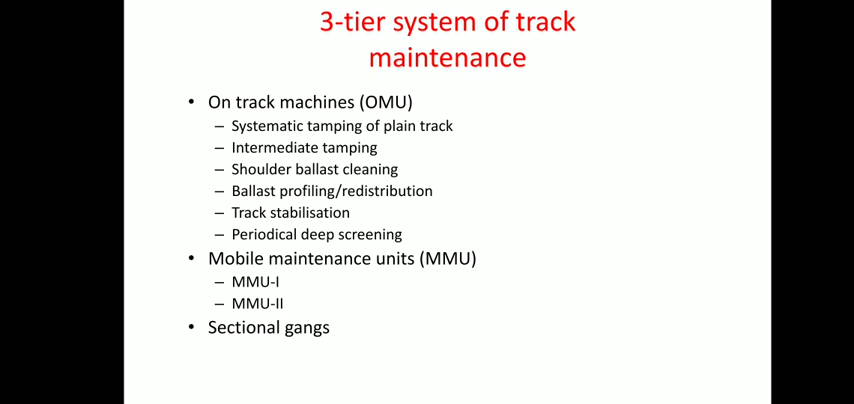 3-tier system of track
maintenance
• On track machines (OMU)
– Systematic tamping of plain track
– Intermediate tamping
– Shoulder ballast cleaning
– Ballast profiling/redistribution
– Track stabilisation
– Periodical deep screening
• Mobile maintenance units (MMU)
– MMU-I
– MMU-II
• Sectional gangs